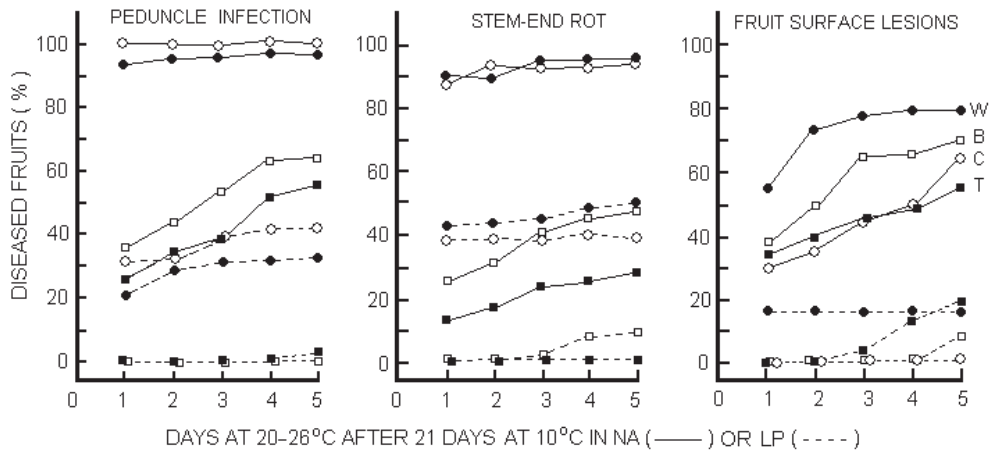 PEDUNCLE INFECTION
STEM-END ROT
FRUIT SURFACE LESIONS
DISEASED FRUITS ( % )
100
80
60
40
20
0
0 1 2 3 4 5
100
80
60
40
20
0
0 1 2 3 4 5
100
80
60
40
20
0
0 1 2 3 4 5
W
B
C
T
DAYS AT 20-26°C AFTER 21 DAYS AT 10°C IN NA ( —— ) OR LP ( - - - - )